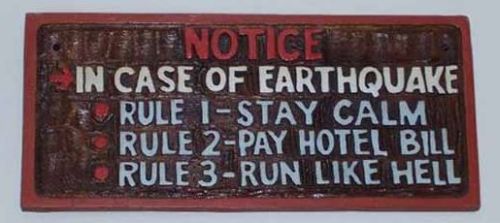 NOTICE
IN CASE OF EARTHQUAKE
RULE 1-STAY CALM
RULE 2-PAY HOTEL BILL
RULE 3-RUN LIKE HELL